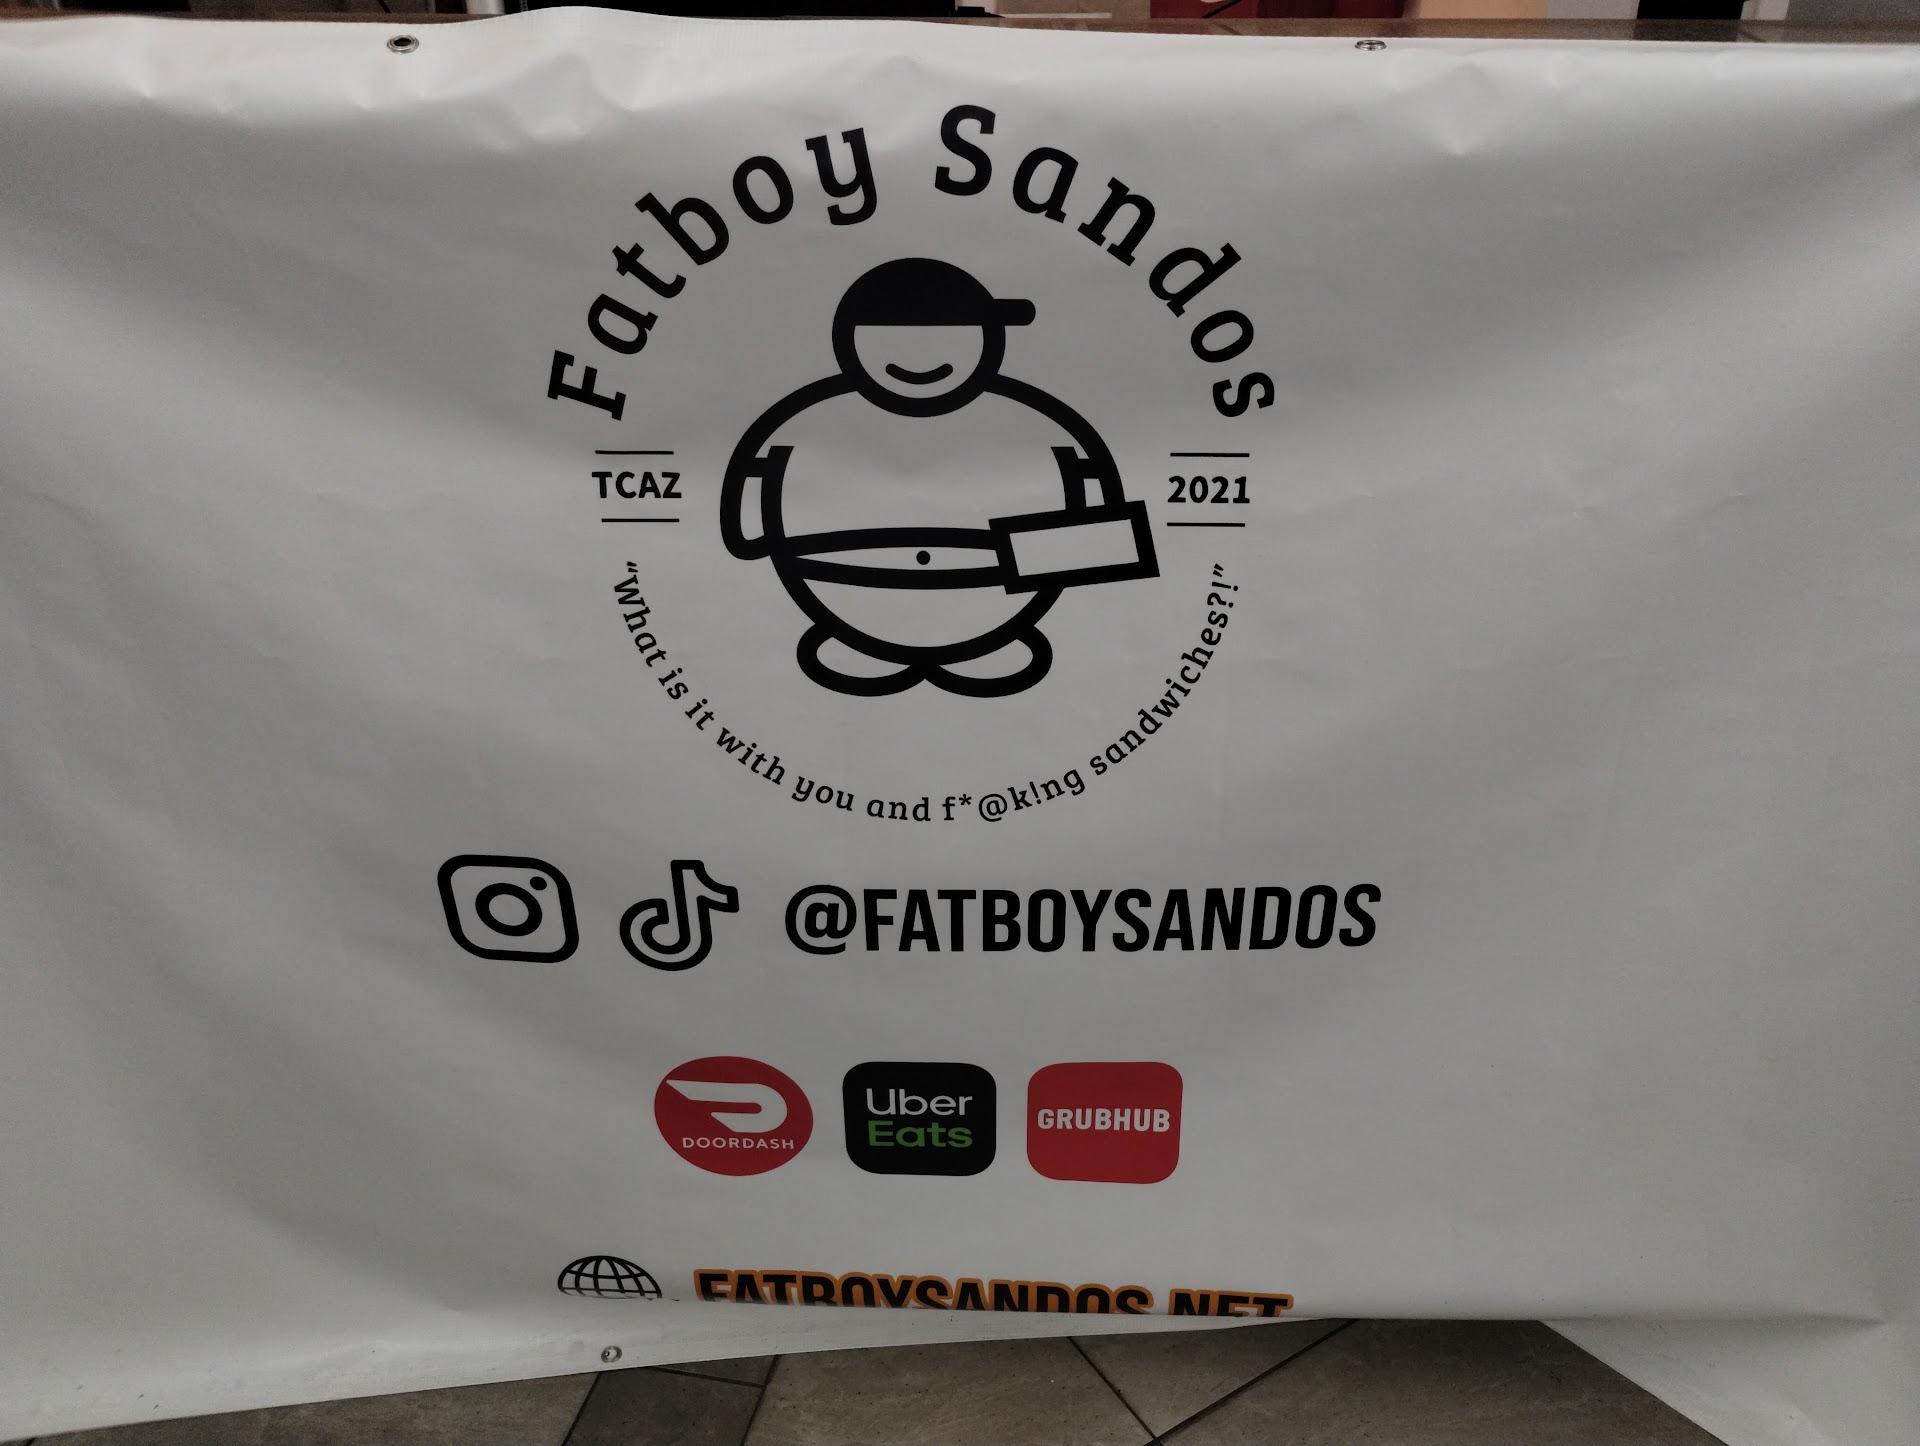 Fatboy Sandos
TCAZ
2021
"What is it with you and f*@k!ng sandwiches?!"
@FATBOYSANDOS
DOORDASH
Uber
Eats
GRUBHUB
FATBOYSANDOS.NET